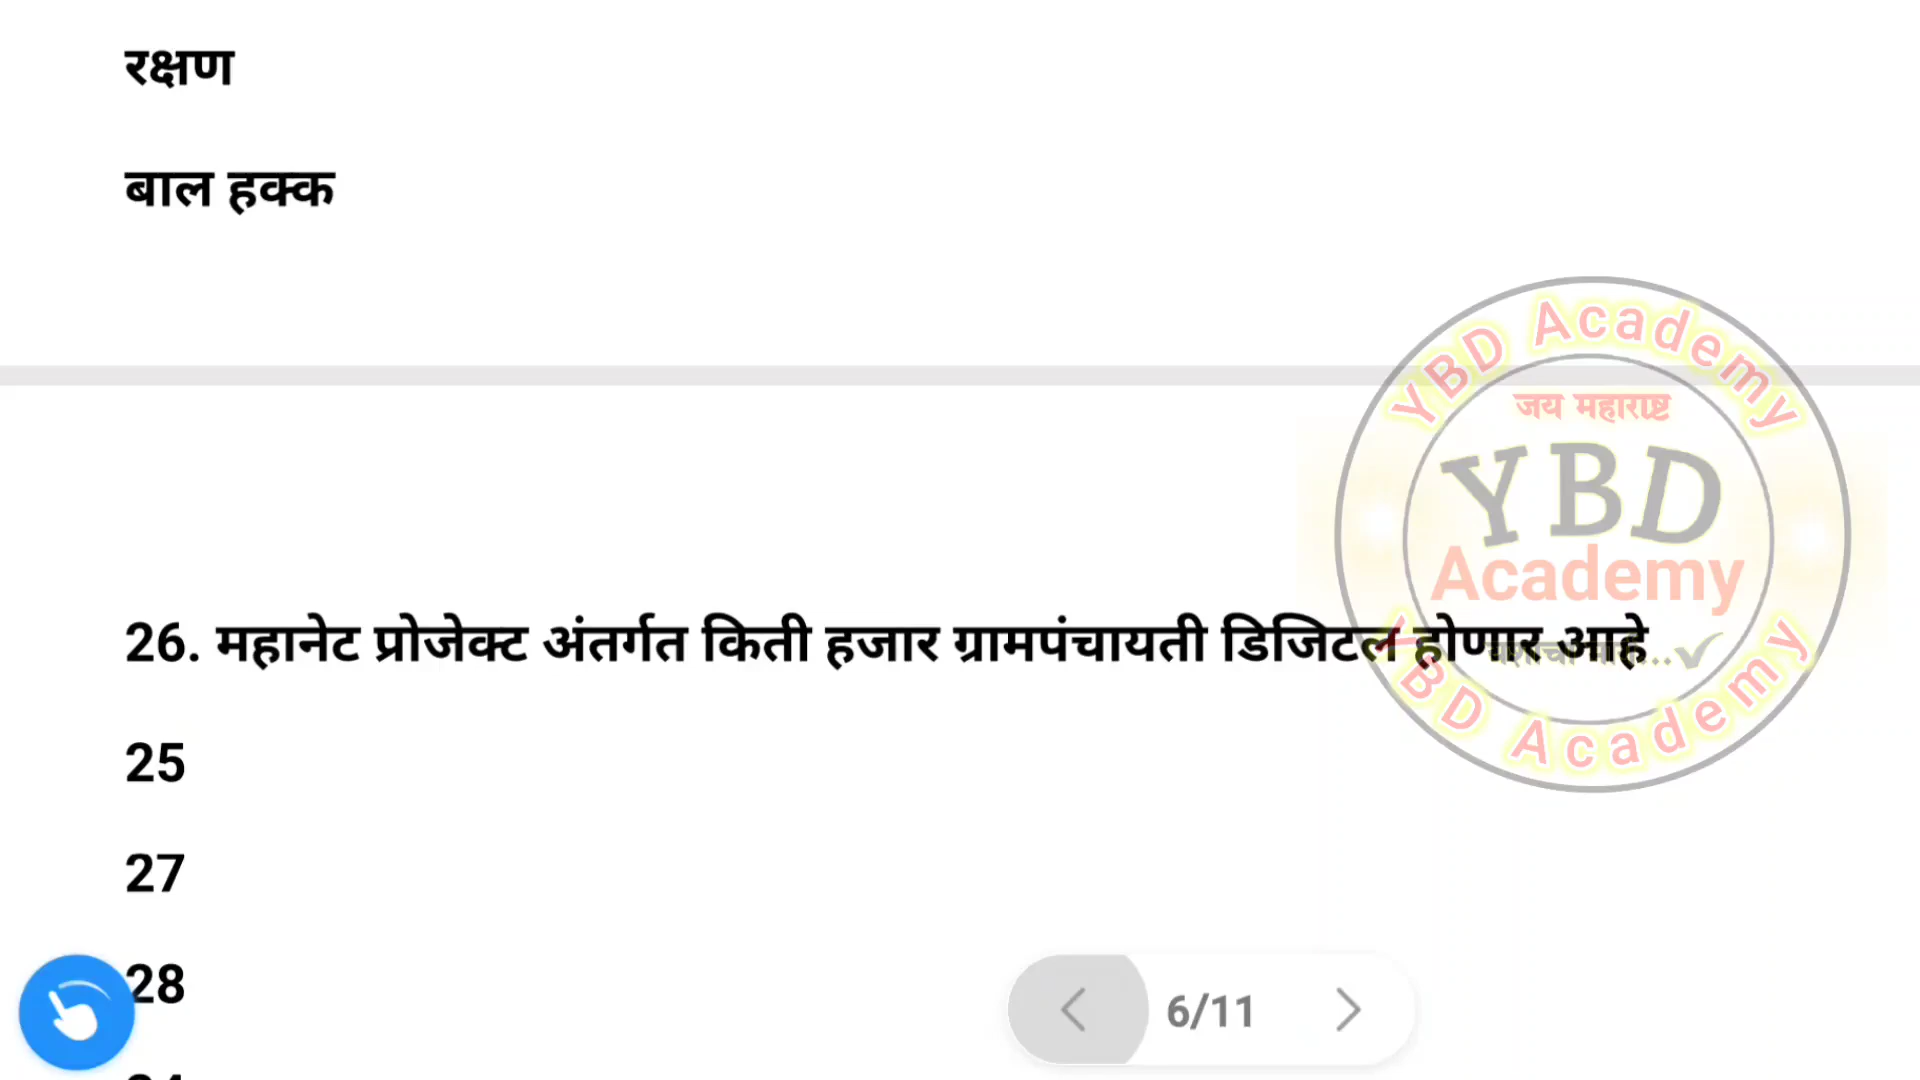 रक्षण
बाल हक्क
YBD Academy
जय महाराष्ट्र
YBD
Academy
26. महानेट प्रोजेक्ट अंतर्गत किती हजार ग्रामपंचायती डिजिटल होणार आहे
YBD Academy
25
27
28
6/11